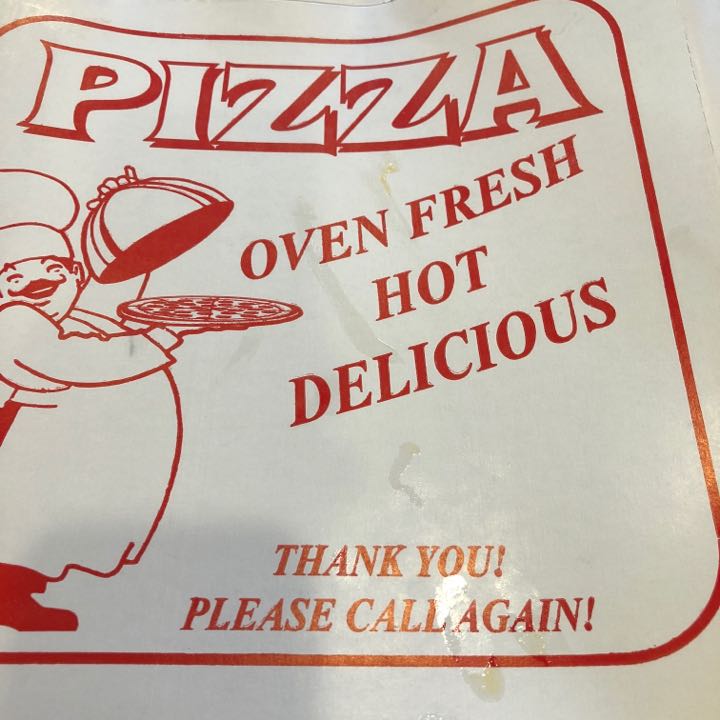 PIZZA
OVEN FRESH
HOT
DELICIOUS
THANK YOU!
PLEASE CALL AGAIN!